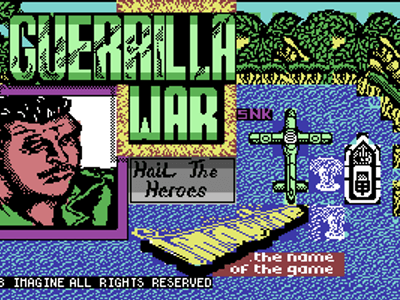 GUERRILLA
WAR
SNK
Hail The
Heroes
imagine
the name
of the game
8 IMAGINE ALL RIGHTS RESERVED